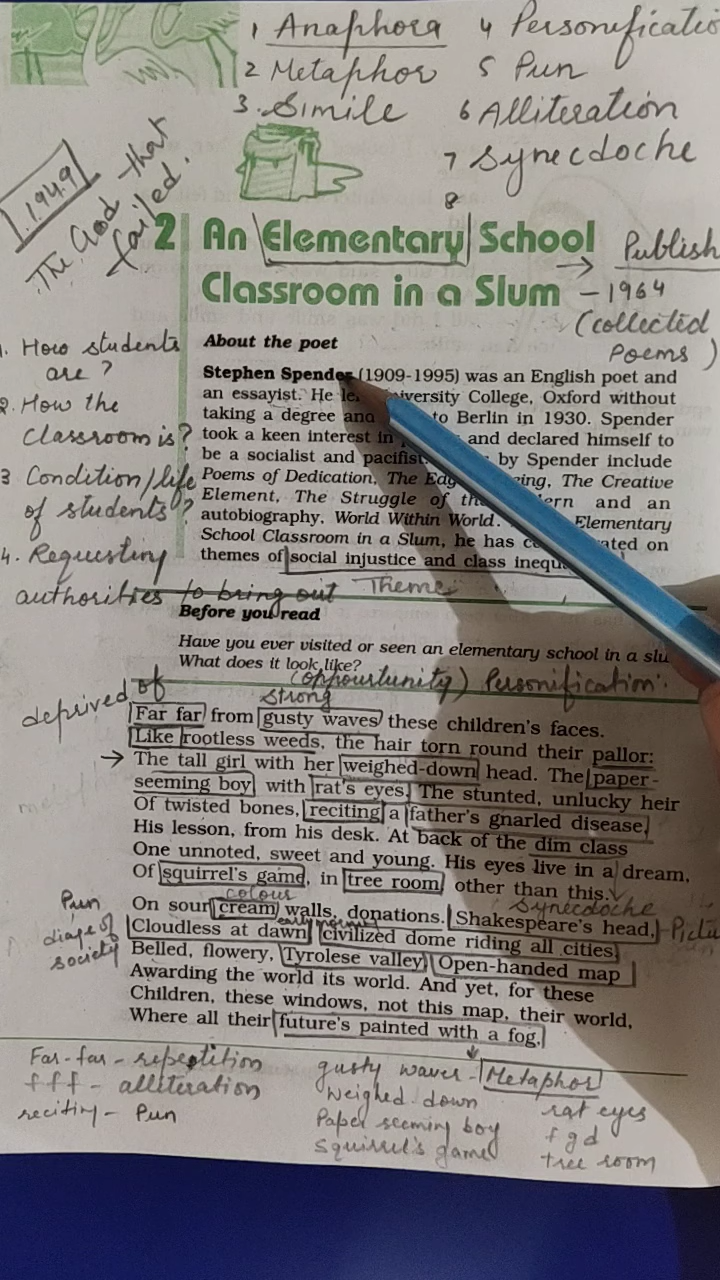 1 Anaphora 4 Personificatio
2 Metaphor 5 Pun
3. Simile 6 Alliteration
7 Synecdoche
8
1949
The God that
failed.
2 An Elementary School
Classroom in a Slum
→ Publish
- 1964
(collected
Poems)
About the poet
Stephen Spender (1909-1995) was an English poet and
an essayist. He University College, Oxford without
taking a degree and to Berlin in 1930. Spender
took a keen interest in and declared himself to
be a socialist and pacifist. by Spender include
Poems of Dedication, The Edge The Creative
Element, The Struggle of the and an
autobiography, World Within World. Elementary
School Classroom in a Slum, he has on
themes of social injustice and class
1. How students
are?
2. How the
classroom is?
3 Condition/life
of students?
4. Requesting
authorities to bring out
Theme
Before you read
Have you ever visited or seen an elementary school in a
What does it look like?
(oppourtunity) Personification
deprived of
strong
Far far from gusty waves these children's faces.
Like rootless weeds, the hair torn round their pallor:
→ The tall girl with her weighed-down head. The paper-
seeming boy, with rat's eyes. The stunted, unlucky heir
Of twisted bones, reciting a father's gnarled disease,
His lesson, from his desk. At back of the dim class
One unnoted, sweet and young. His eyes live in a dream,
Of squirrel's game, in tree room, other than this.
colour
Synecdoche
On sour cream walls, donations. Shakespeare's head,
Pictu
Pun
of
society
early
Cloudless at dawn, civilized dome riding all cities.
Belled, flowery, Tyrolese valley. Open-handed map
Awarding the world its world. And yet, for these
Children, these windows, not this map, their world,
Where all their future's painted with a fog,
Far-far - repetition
fff - alliteration
reciting - Pun
gusty waves - Metaphor
Weighed down
Paper seeming boy
Squirrel's game
rat eyes
f g d
tree room